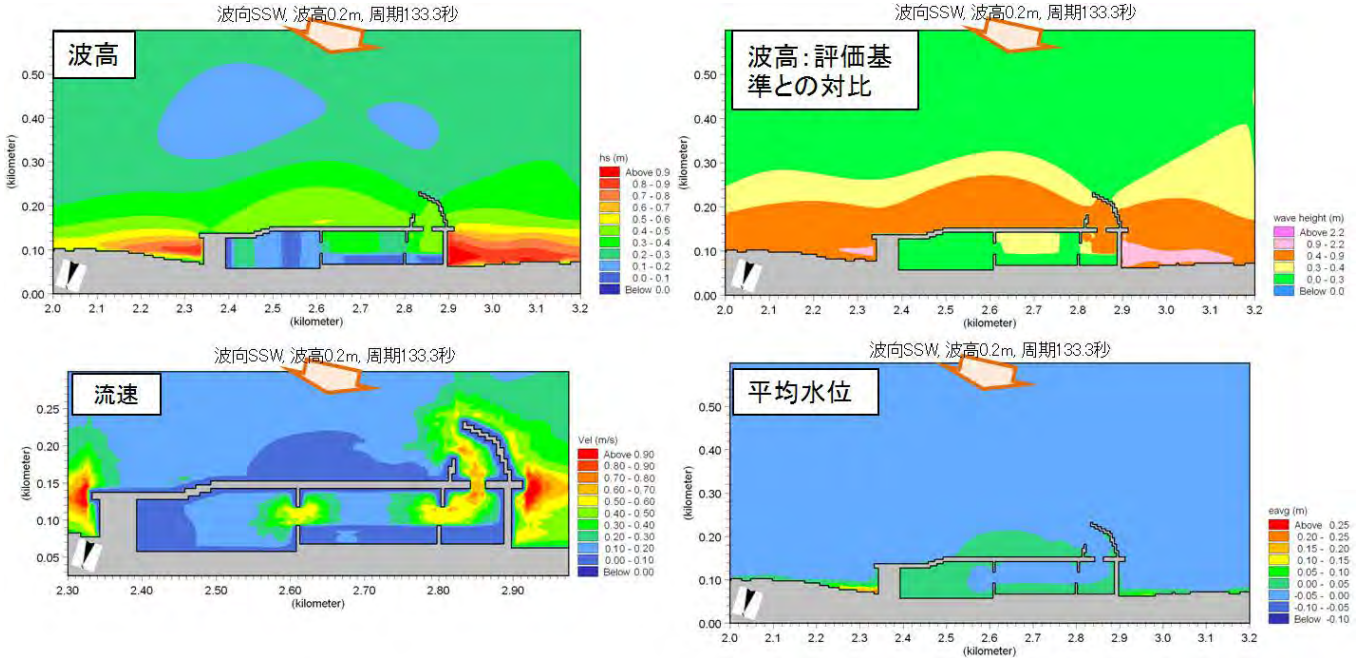 波向SSW, 波高0.2m, 周期133.3秒
波高
0.50
0.40
0.30
0.20
0.10
0.00
2.0 2.1 2.2 2.3 2.4 2.5 2.6 2.7 2.8 2.9 3.0 3.1 3.2
(kilometer)
(kilometer)
hs (m)
Above 0.9
0.8 - 0.9
0.7 - 0.8
0.6 - 0.7
0.5 - 0.6
0.4 - 0.5
0.3 - 0.4
0.2 - 0.3
0.1 - 0.2
0.0 - 0.1
Below 0.0
波向SSW, 波高0.2m, 周期133.3秒
波高:評価基
準との対比
0.50
0.40
0.30
0.20
0.10
0.00
2.0 2.1 2.2 2.3 2.4 2.5 2.6 2.7 2.8 2.9 3.0 3.1 3.2
(kilometer)
(kilometer)
wave height (m)
Above 2.2
0.9 - 2.2
0.4 - 0.9
0.3 - 0.4
0.0 - 0.3
Below 0.0
波向SSW, 波高0.2m, 周期133.3秒
流速
0.25
0.20
0.15
0.10
0.05
2.30 2.40 2.50 2.60 2.70 2.80 2.90
(kilometer)
(kilometer)
Vel (m/s)
Above 0.90
0.80 - 0.90
0.70 - 0.80
0.60 - 0.70
0.50 - 0.60
0.40 - 0.50
0.30 - 0.40
0.20 - 0.30
0.10 - 0.20
0.00 - 0.10
Below 0.00
波向SSW, 波高0.2m, 周期133.3秒
平均水位
0.50
0.40
0.30
0.20
0.10
0.00
2.0 2.1 2.2 2.3 2.4 2.5 2.6 2.7 2.8 2.9 3.0 3.1 3.2
(kilometer)
(kilometer)
eavg (m)
Above 0.25
0.20 - 0.25
0.15 - 0.20
0.10 - 0.15
0.05 - 0.10
0.00 - 0.05
-0.05 - 0.00
-0.10 - -0.05
Below -0.10